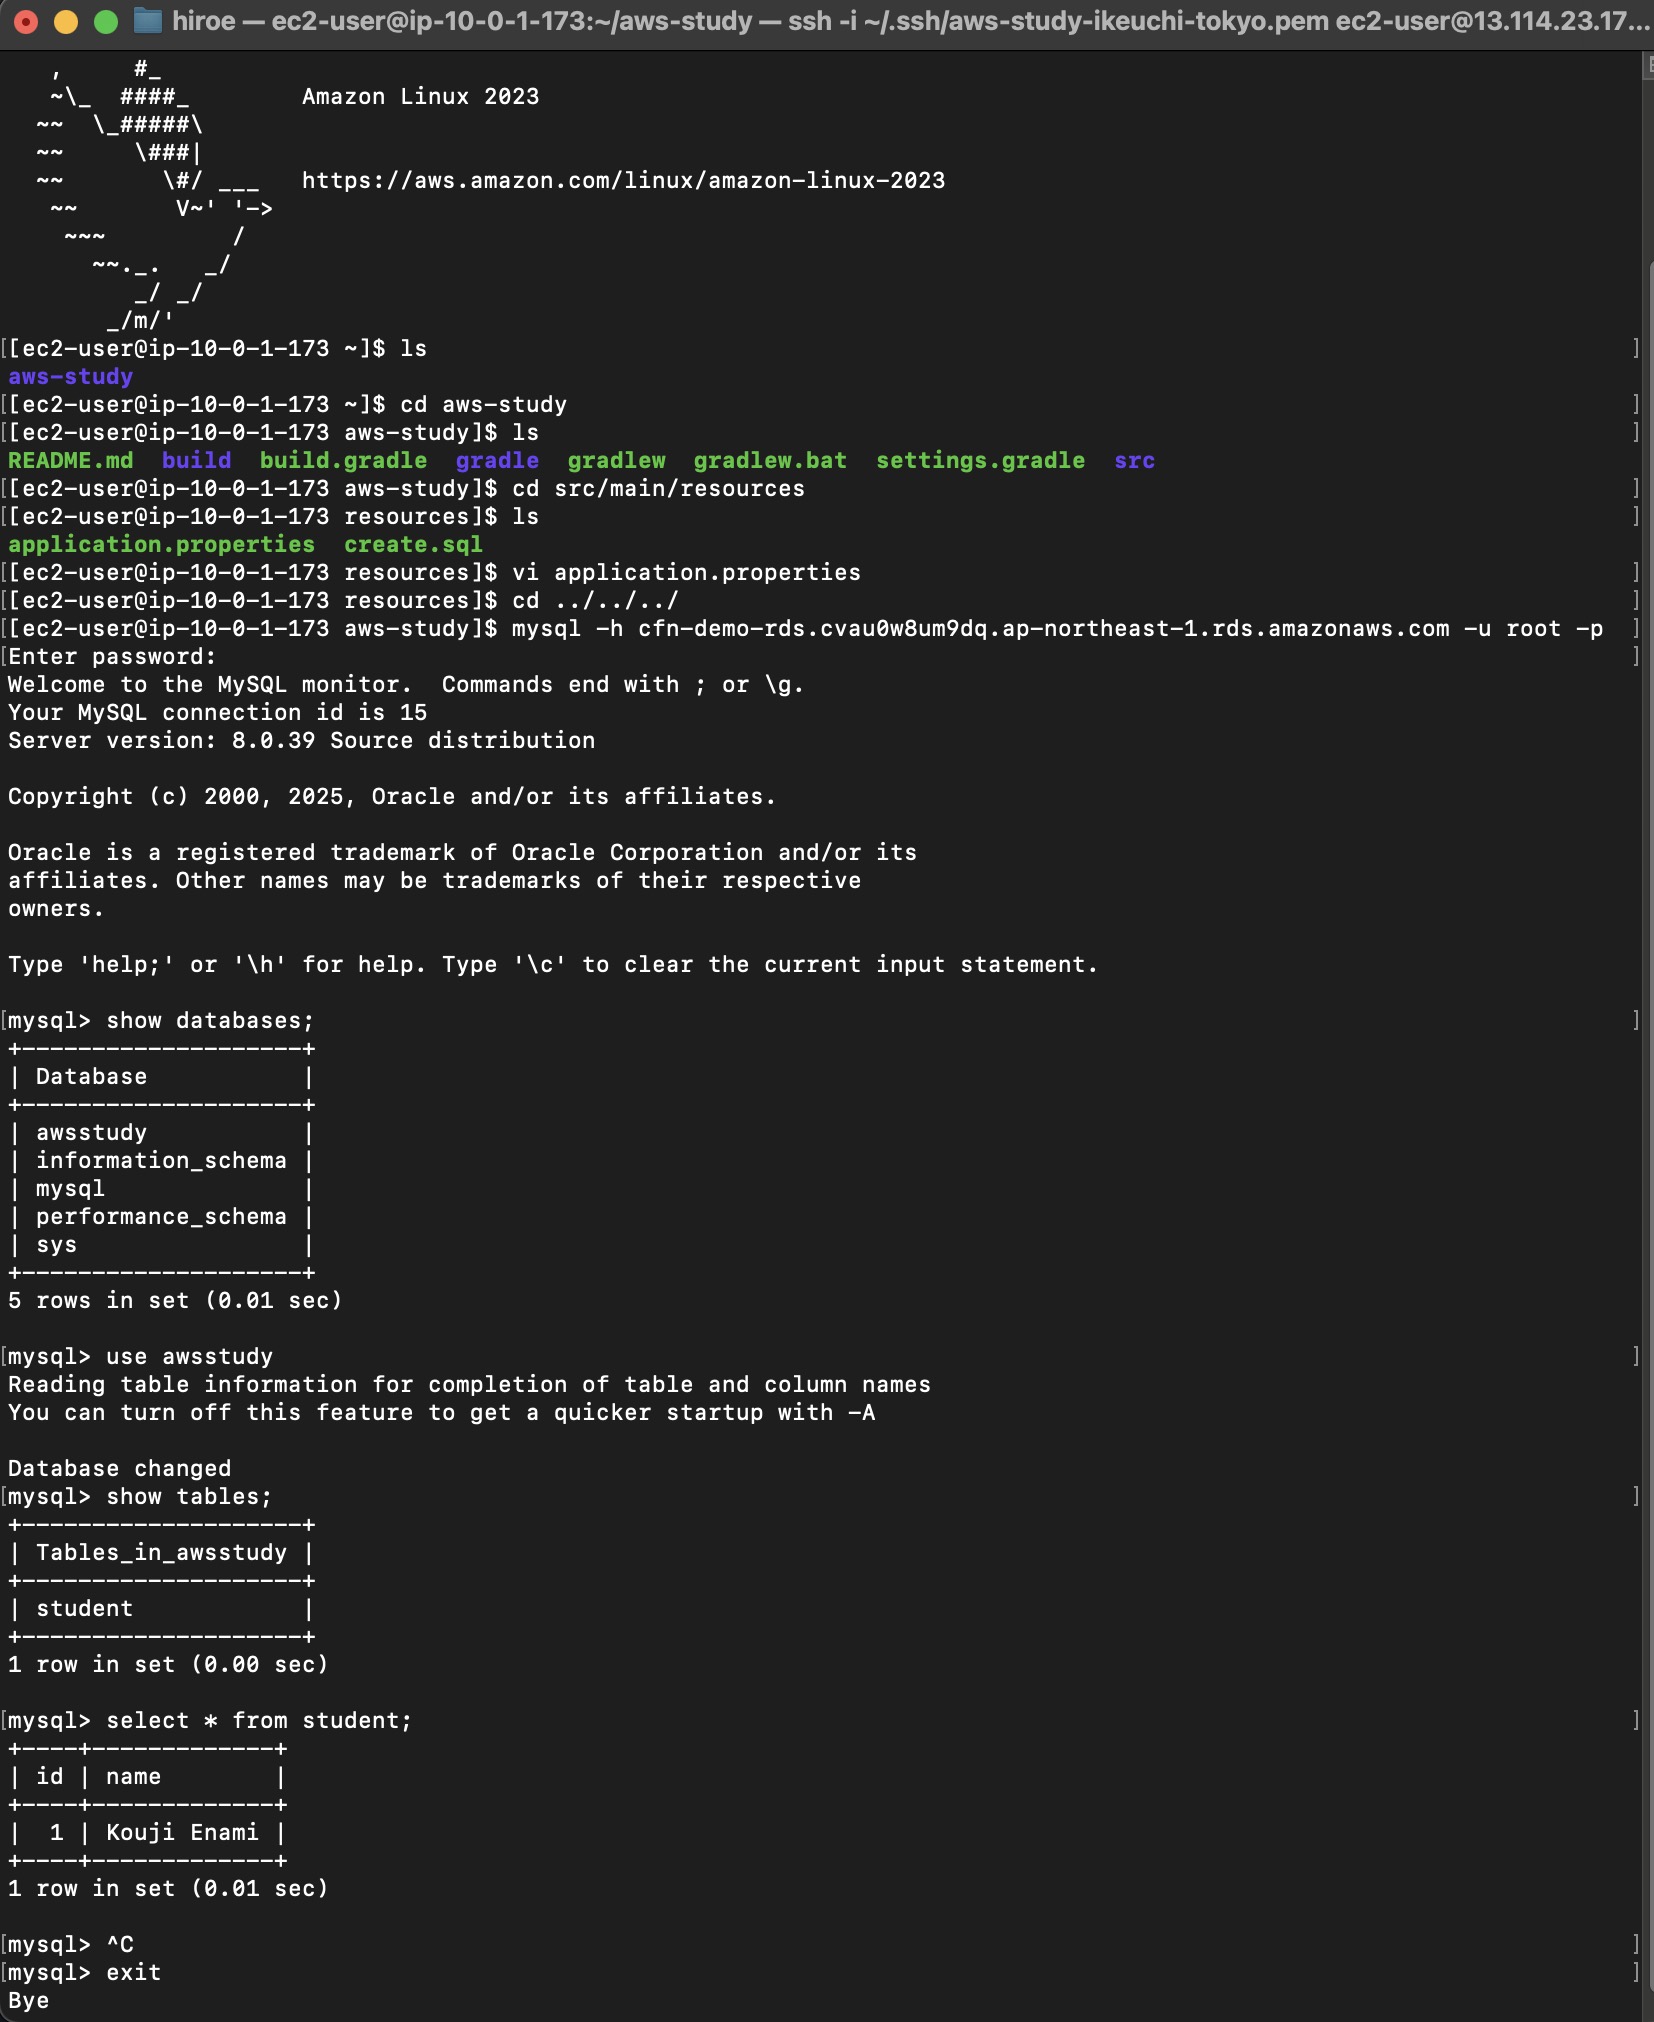 hiroe — ec2-user@ip-10-0-1-173:~/aws-study — ssh -i ~/.ssh/aws-study-ikeuchi-tokyo.pem ec2-user@13.114.23.17...
   ,     #_
   ~\_  ####_        Amazon Linux 2023
  ~~  \_#####\
  ~~     \###|
  ~~       \#/ ___   https://aws.amazon.com/linux/amazon-linux-2023
   ~~       V~' '->
    ~~~         /
      ~~._.   _/
         _/ _/
       _/m/'
[[ec2-user@ip-10-0-1-173 ~]$ ls ]
aws-study
[[ec2-user@ip-10-0-1-173 ~]$ cd aws-study ]
[[ec2-user@ip-10-0-1-173 aws-study]$ ls ]
README.md  build  build.gradle  gradle  gradlew  gradlew.bat  settings.gradle  src
[[ec2-user@ip-10-0-1-173 aws-study]$ cd src/main/resources ]
[[ec2-user@ip-10-0-1-173 resources]$ ls ]
application.properties  create.sql
[[ec2-user@ip-10-0-1-173 resources]$ vi application.properties ]
[[ec2-user@ip-10-0-1-173 resources]$ cd ../../../ ]
[[ec2-user@ip-10-0-1-173 aws-study]$ mysql -h cfn-demo-rds.cvau0w8um9dq.ap-northeast-1.rds.amazonaws.com -u root -p ]
[Enter password: ]
Welcome to the MySQL monitor.  Commands end with ; or \g.
Your MySQL connection id is 15
Server version: 8.0.39 Source distribution

Copyright (c) 2000, 2025, Oracle and/or its affiliates.

Oracle is a registered trademark of Oracle Corporation and/or its
affiliates. Other names may be trademarks of their respective
owners.

Type 'help;' or '\h' for help. Type '\c' to clear the current input statement.

[mysql> show databases; ]
+--------------------+
| Database           |
+--------------------+
| awsstudy           |
| information_schema |
| mysql              |
| performance_schema |
| sys                |
+--------------------+
5 rows in set (0.01 sec)

[mysql> use awsstudy ]
Reading table information for completion of table and column names
You can turn off this feature to get a quicker startup with -A

Database changed
[mysql> show tables; ]
+--------------------+
| Tables_in_awsstudy |
+--------------------+
| student            |
+--------------------+
1 row in set (0.00 sec)

[mysql> select * from student; ]
+----+-------------+
| id | name        |
+----+-------------+
|  1 | Kouji Enami |
+----+-------------+
1 row in set (0.01 sec)

[mysql> ^C ]
[mysql> exit ]
Bye